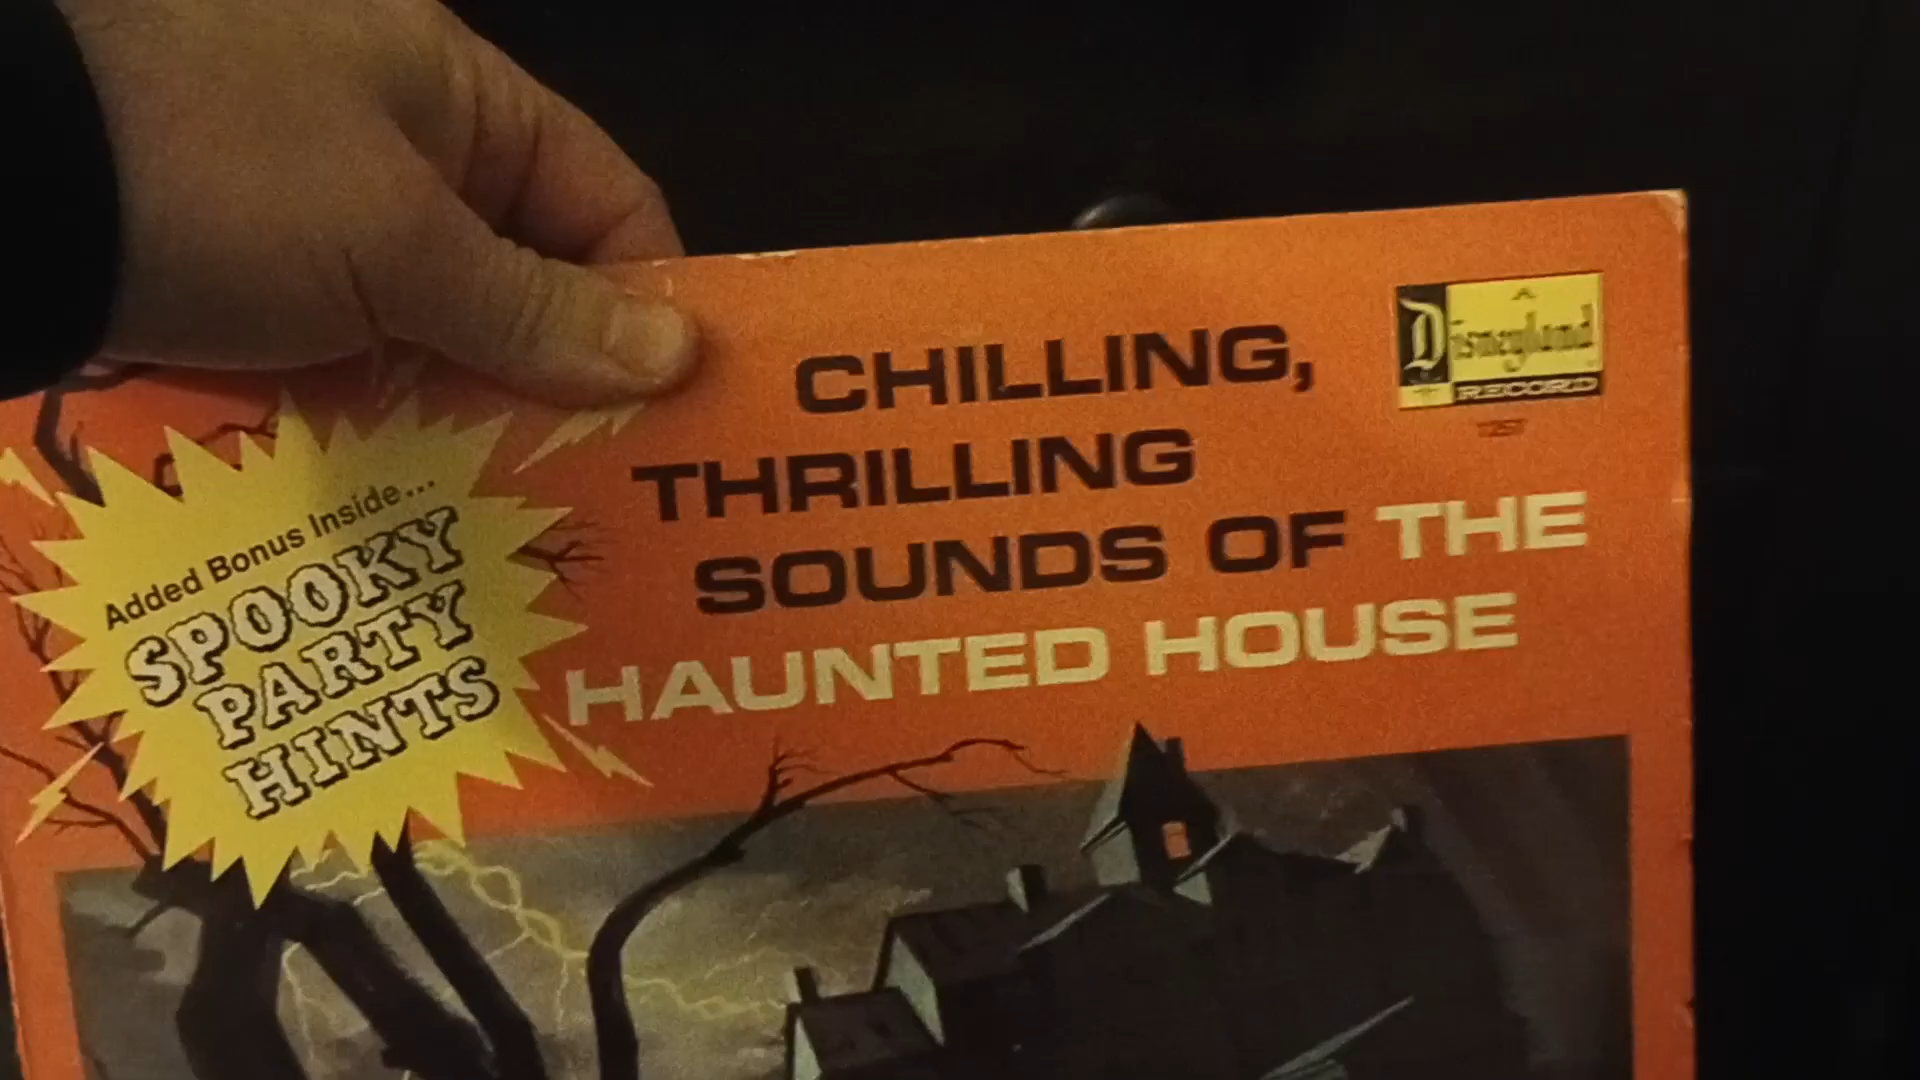 CHILLING,
THRILLING
SOUNDS OF THE
HAUNTED HOUSE
A
Disneyland
RECORD
Added Bonus Inside...
SPOOKY
PARTY
HINTS